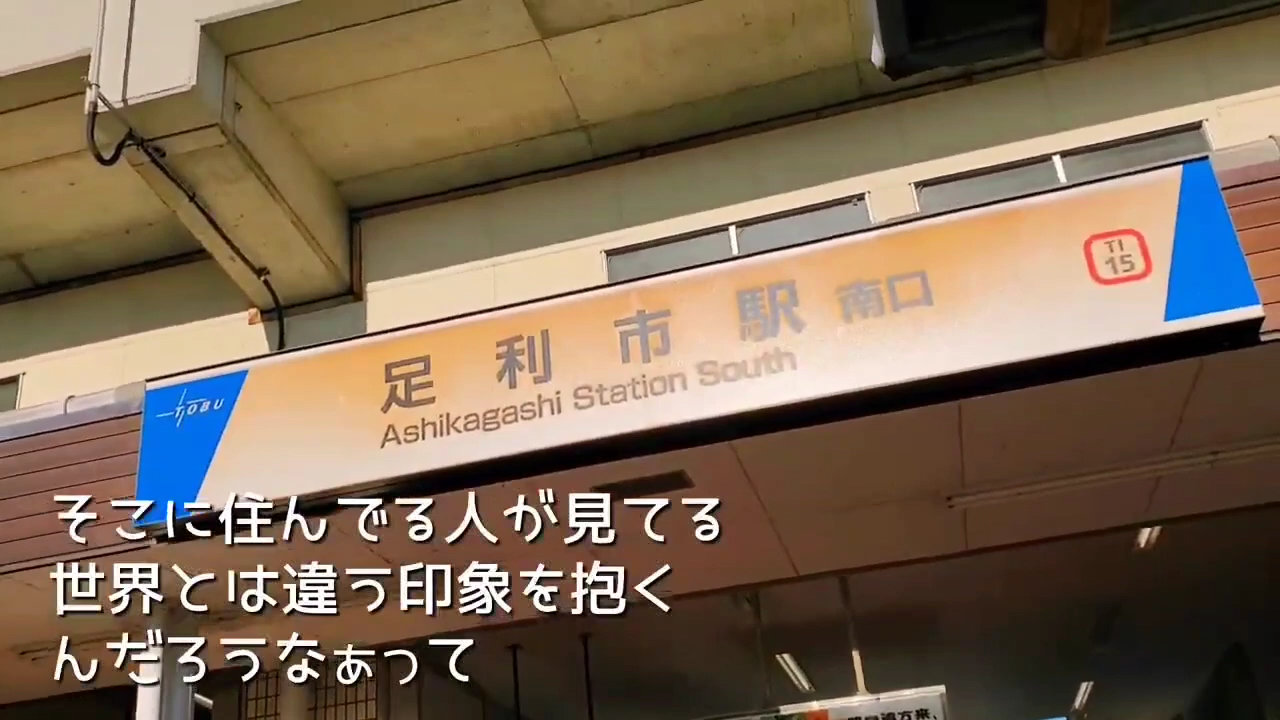 TI
15
足利市駅 南口
Ashikagashi Station South
TOBU
そこに住んでる人が見てる
世界とは違う印象を抱く
んだろうなぁって